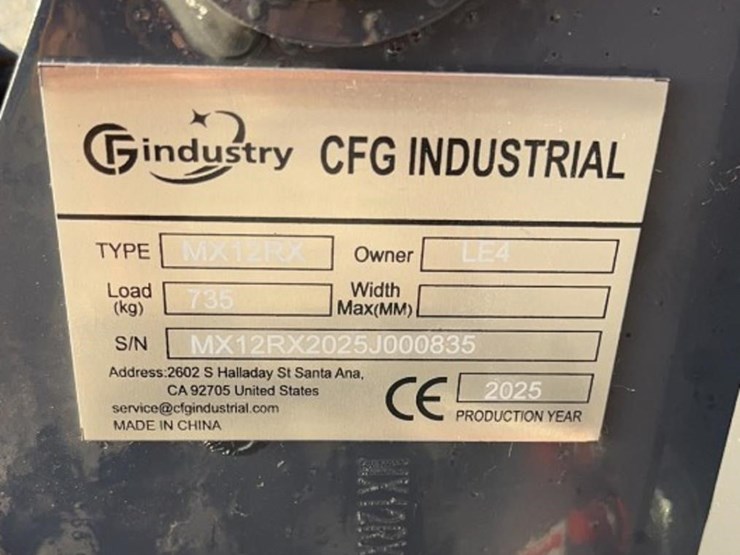 CFindustry CFG INDUSTRIAL
TYPE MX12RX Owner LE4
Load (kg) 735 Width Max(MM)
S/N MX12RX2025J000835
Address:2602 S Halladay St Santa Ana,
CA 92705 United States
service@cfgindustrial.com
MADE IN CHINA
CE 2025
PRODUCTION YEAR
MX12RX